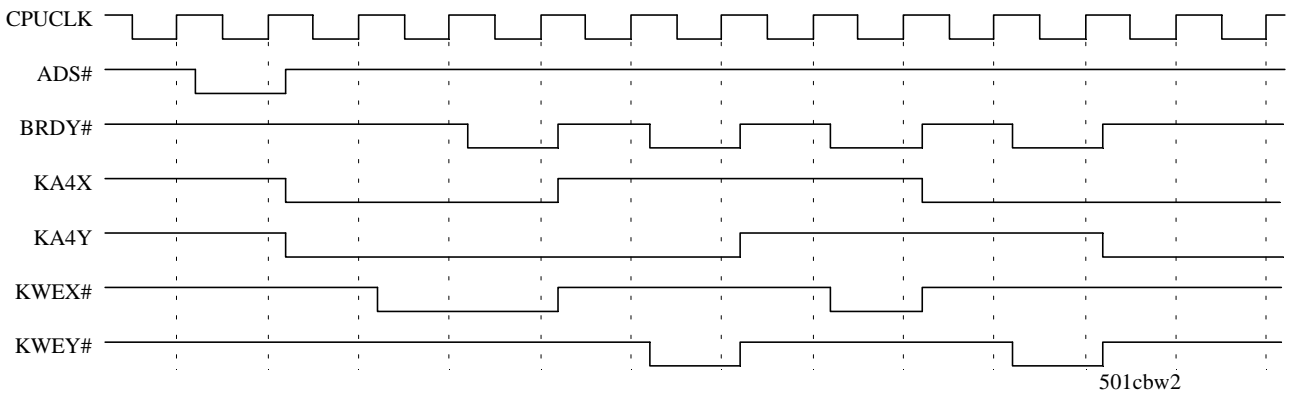 CPUCLK
ADS#
BRDY#
KA4X
KA4Y
KWEX#
KWEY#
501cbw2